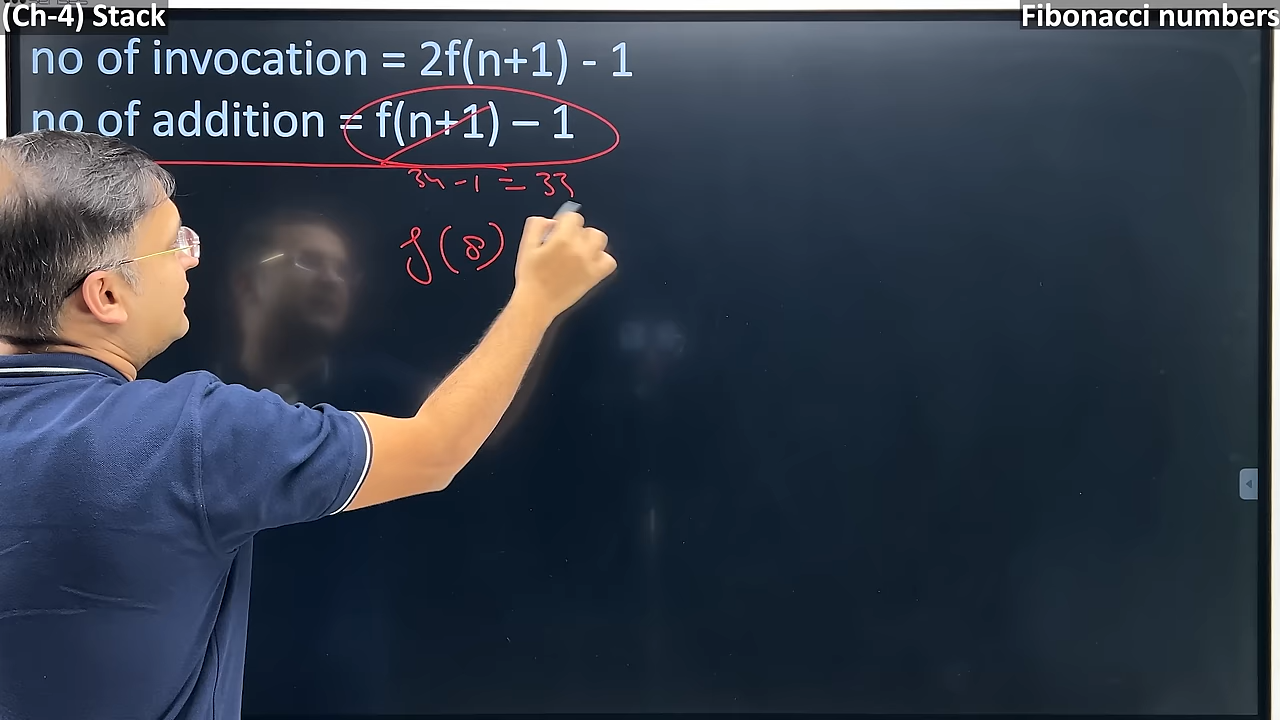 (Ch-4) Stack
Fibonacci numbers
no of invocation = 2f(n+1) - 1
no of addition = f(n+1) – 1
34 - 1 = 33
f(8)